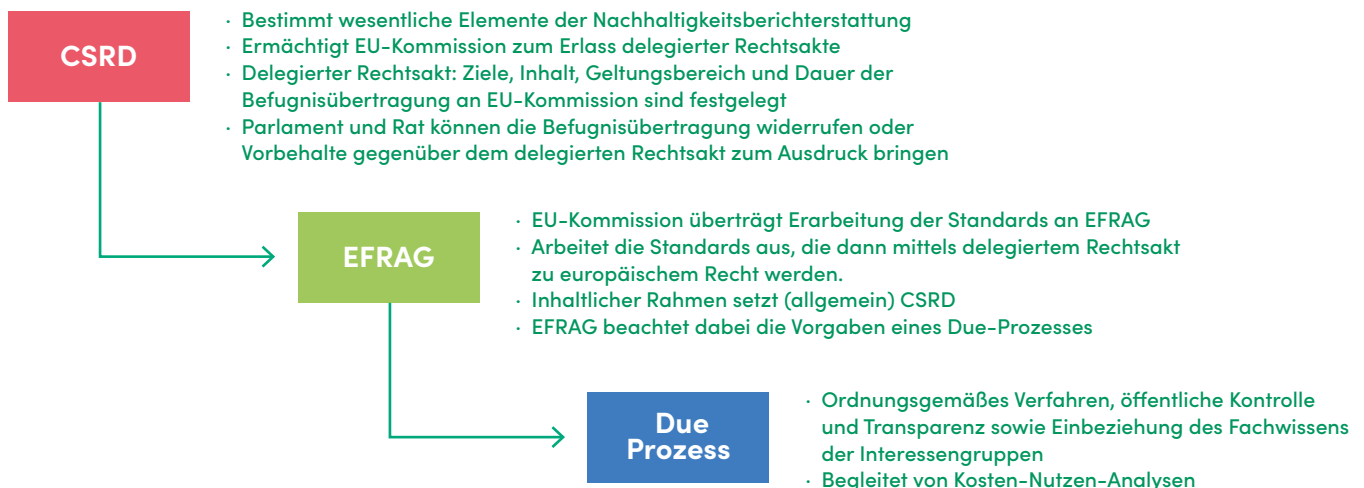 CSRD
· Bestimmt wesentliche Elemente der Nachhaltigkeitsberichterstattung
· Ermächtigt EU-Kommission zum Erlass delegierter Rechtsakte
· Delegierter Rechtsakt: Ziele, Inhalt, Geltungsbereich und Dauer der
Befugnisübertragung an EU-Kommission sind festgelegt
· Parlament und Rat können die Befugnisübertragung widerrufen oder
Vorbehalte gegenüber dem delegierten Rechtsakt zum Ausdruck bringen
EFRAG
· EU-Kommission überträgt Erarbeitung der Standards an EFRAG
· Arbeitet die Standards aus, die dann mittels delegiertem Rechtsakt
zu europäischem Recht werden.
· Inhaltlicher Rahmen setzt (allgemein) CSRD
· EFRAG beachtet dabei die Vorgaben eines Due-Prozesses
Due
Prozess
· Ordnungsgemäßes Verfahren, öffentliche Kontrolle
und Transparenz sowie Einbeziehung des Fachwissens
der Interessengruppen
· Begleitet von Kosten-Nutzen-Analysen